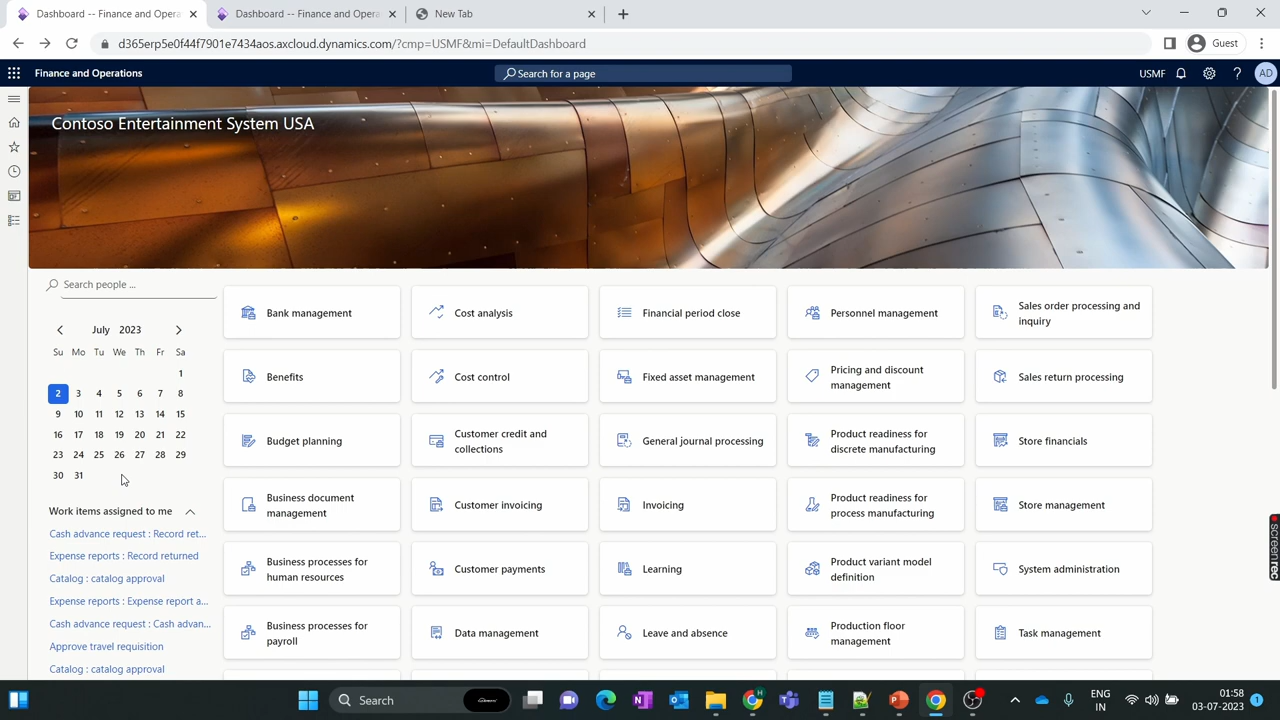 Dashboard -- Finance and Opera
Dashboard -- Finance and Opera
New Tab
d365erp5e0f44f7901e7434aos.axcloud.dynamics.com/?cmp=USMF&mi=DefaultDashboard
Guest
Finance and Operations
Search for a page
USMF
AD
Contoso Entertainment System USA
Search people ...
July 2023
Su Mo Tu We Th Fr Sa
1
2 3 4 5 6 7 8
9 10 11 12 13 14 15
16 17 18 19 20 21 22
23 24 25 26 27 28 29
30 31
Work items assigned to me
Cash advance request : Record ret...
Expense reports : Record returned
Catalog : catalog approval
Expense reports : Expense report a...
Cash advance request : Cash advan...
Approve travel requisition
Catalog : catalog approval
Bank management
Cost analysis
Financial period close
Personnel management
Sales order processing and
inquiry
Benefits
Cost control
Fixed asset management
Pricing and discount
management
Sales return processing
Budget planning
Customer credit and
collections
General journal processing
Product readiness for
discrete manufacturing
Store financials
Business document
management
Customer invoicing
Invoicing
Product readiness for
process manufacturing
Store management
Business processes for
human resources
Customer payments
Learning
Product variant model
definition
System administration
Business processes for
payroll
Data management
Leave and absence
Production floor
management
Task management
screenrec
Search
H
ENG
IN
01:58
03-07-2023
1